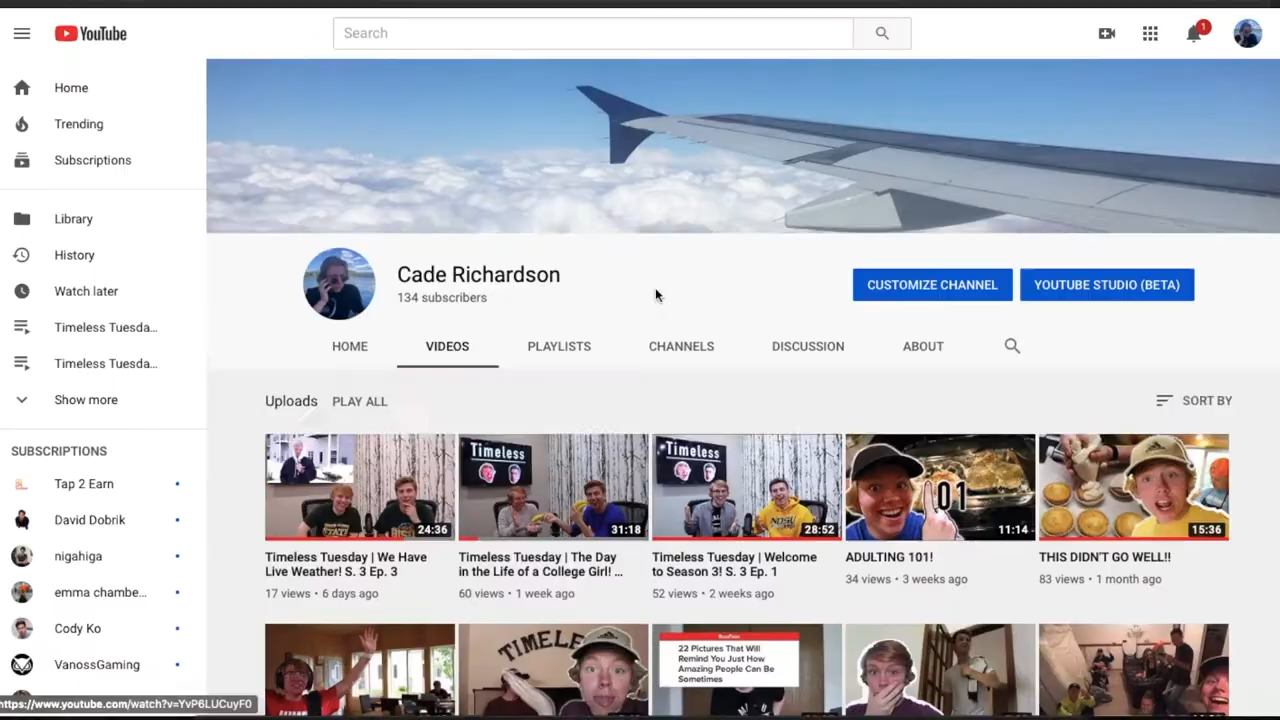 YouTube
Search
1
Home
Trending
Subscriptions
Library
History
Watch later
Timeless Tuesda...
Timeless Tuesda...
Show more
SUBSCRIPTIONS
Tap 2 Earn
David Dobrik
nigahiga
emma chambe...
Cody Ko
VanossGaming
https://www.youtube.com/watch?v=YvP6LUCuyF0
Cade Richardson
134 subscribers
CUSTOMIZE CHANNEL
YOUTUBE STUDIO (BETA)
HOME
VIDEOS
PLAYLISTS
CHANNELS
DISCUSSION
ABOUT
Uploads
PLAY ALL
SORT BY
24:36
Timeless Tuesday | We Have
Live Weather! S. 3 Ep. 3
17 views • 6 days ago
Timeless
31:18
Timeless Tuesday | The Day
in the Life of a College Girl! ...
60 views • 1 week ago
Timeless
NDSU
28:52
Timeless Tuesday | Welcome
to Season 3! S. 3 Ep. 1
52 views • 2 weeks ago
101
11:14
ADULTING 101!
34 views • 3 weeks ago
15:36
THIS DIDN'T GO WELL!!
83 views • 1 month ago
22 Pictures That Will
Remind You Just How
Amazing People Can Be
Sometimes